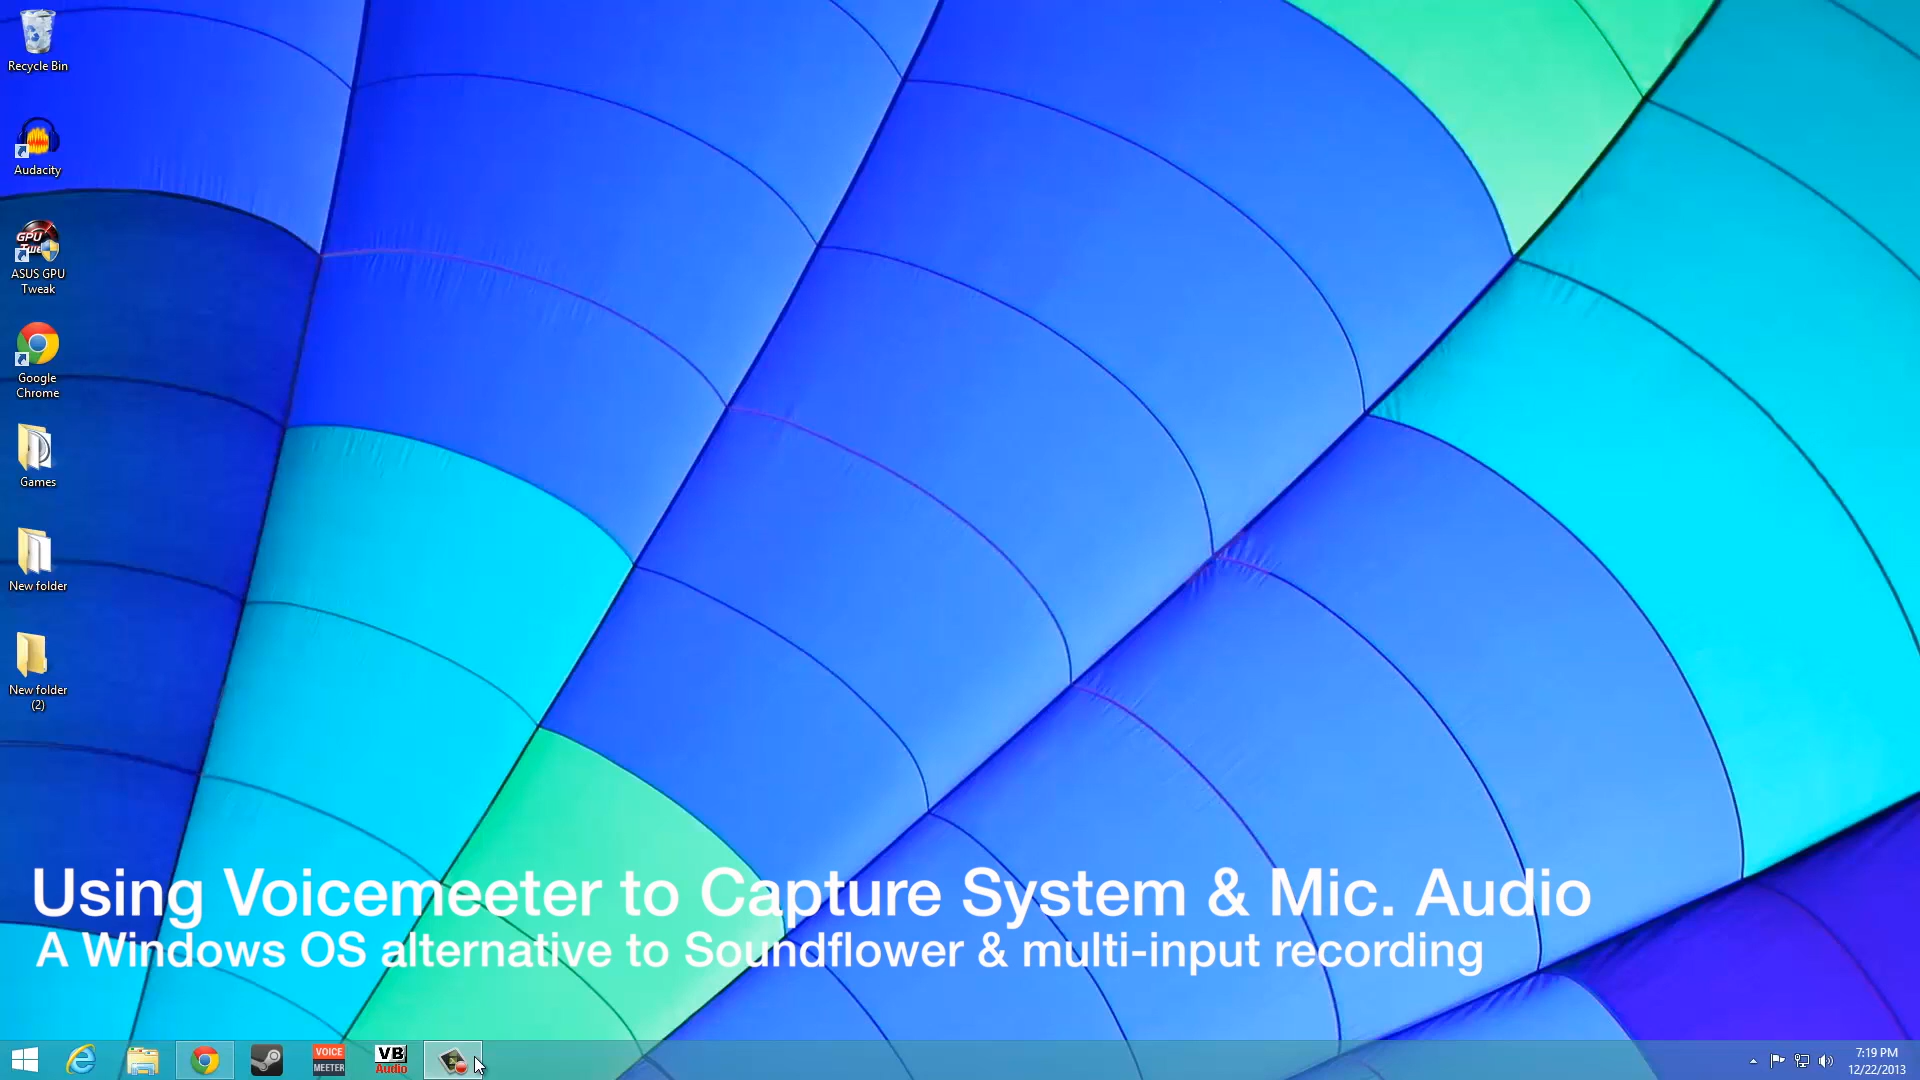 Recycle Bin
Audacity
GPU
ASUS GPU
Tweak
Google
Chrome
Games
New folder
New folder
(2)
Using Voicemeeter to Capture System & Mic. Audio
A Windows OS alternative to Soundflower & multi-input recording
VOICE
MEETER
VB
Audio
7:19 PM
12/22/2013